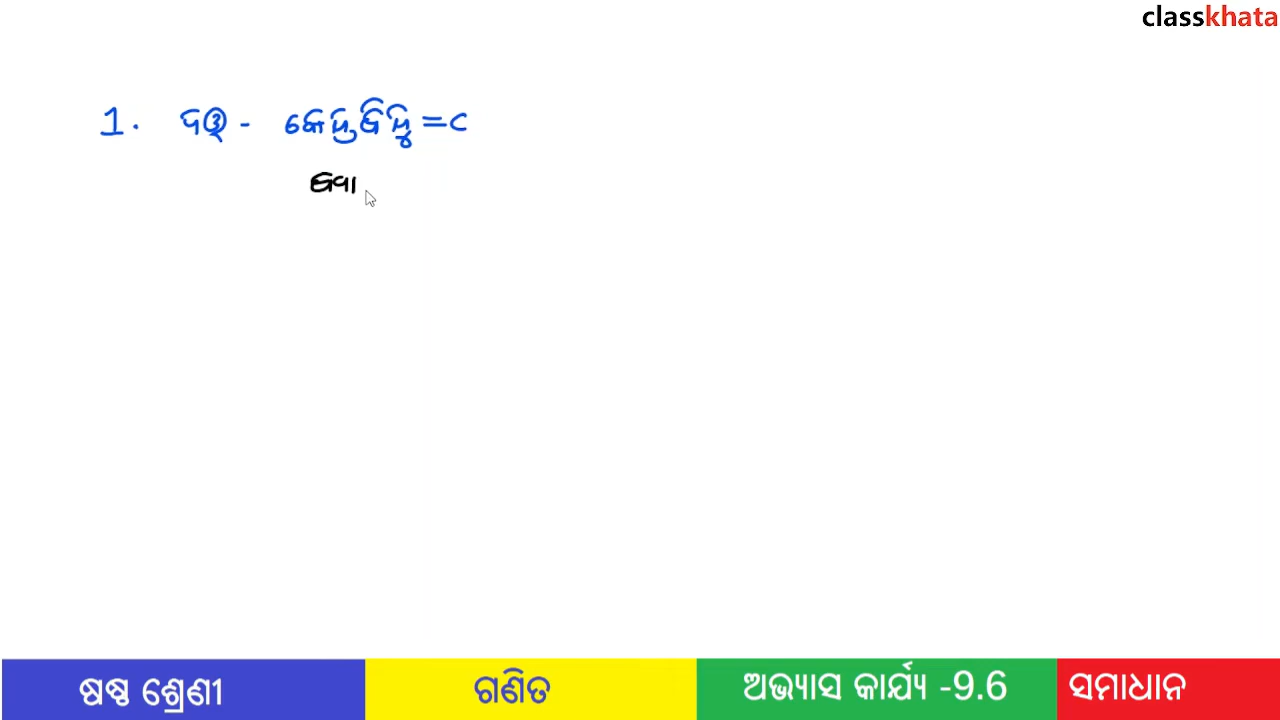 classkhata
1. ଦତ୍ତ - କେନ୍ଦ୍ରବିନ୍ଦୁ = C
ବ୍ୟା
ଷଷ୍ଠ ଶ୍ରେଣୀ
ଗଣିତ
ଅଭ୍ୟାସ କାର୍ଯ୍ୟ -9.6
ସମାଧାନ